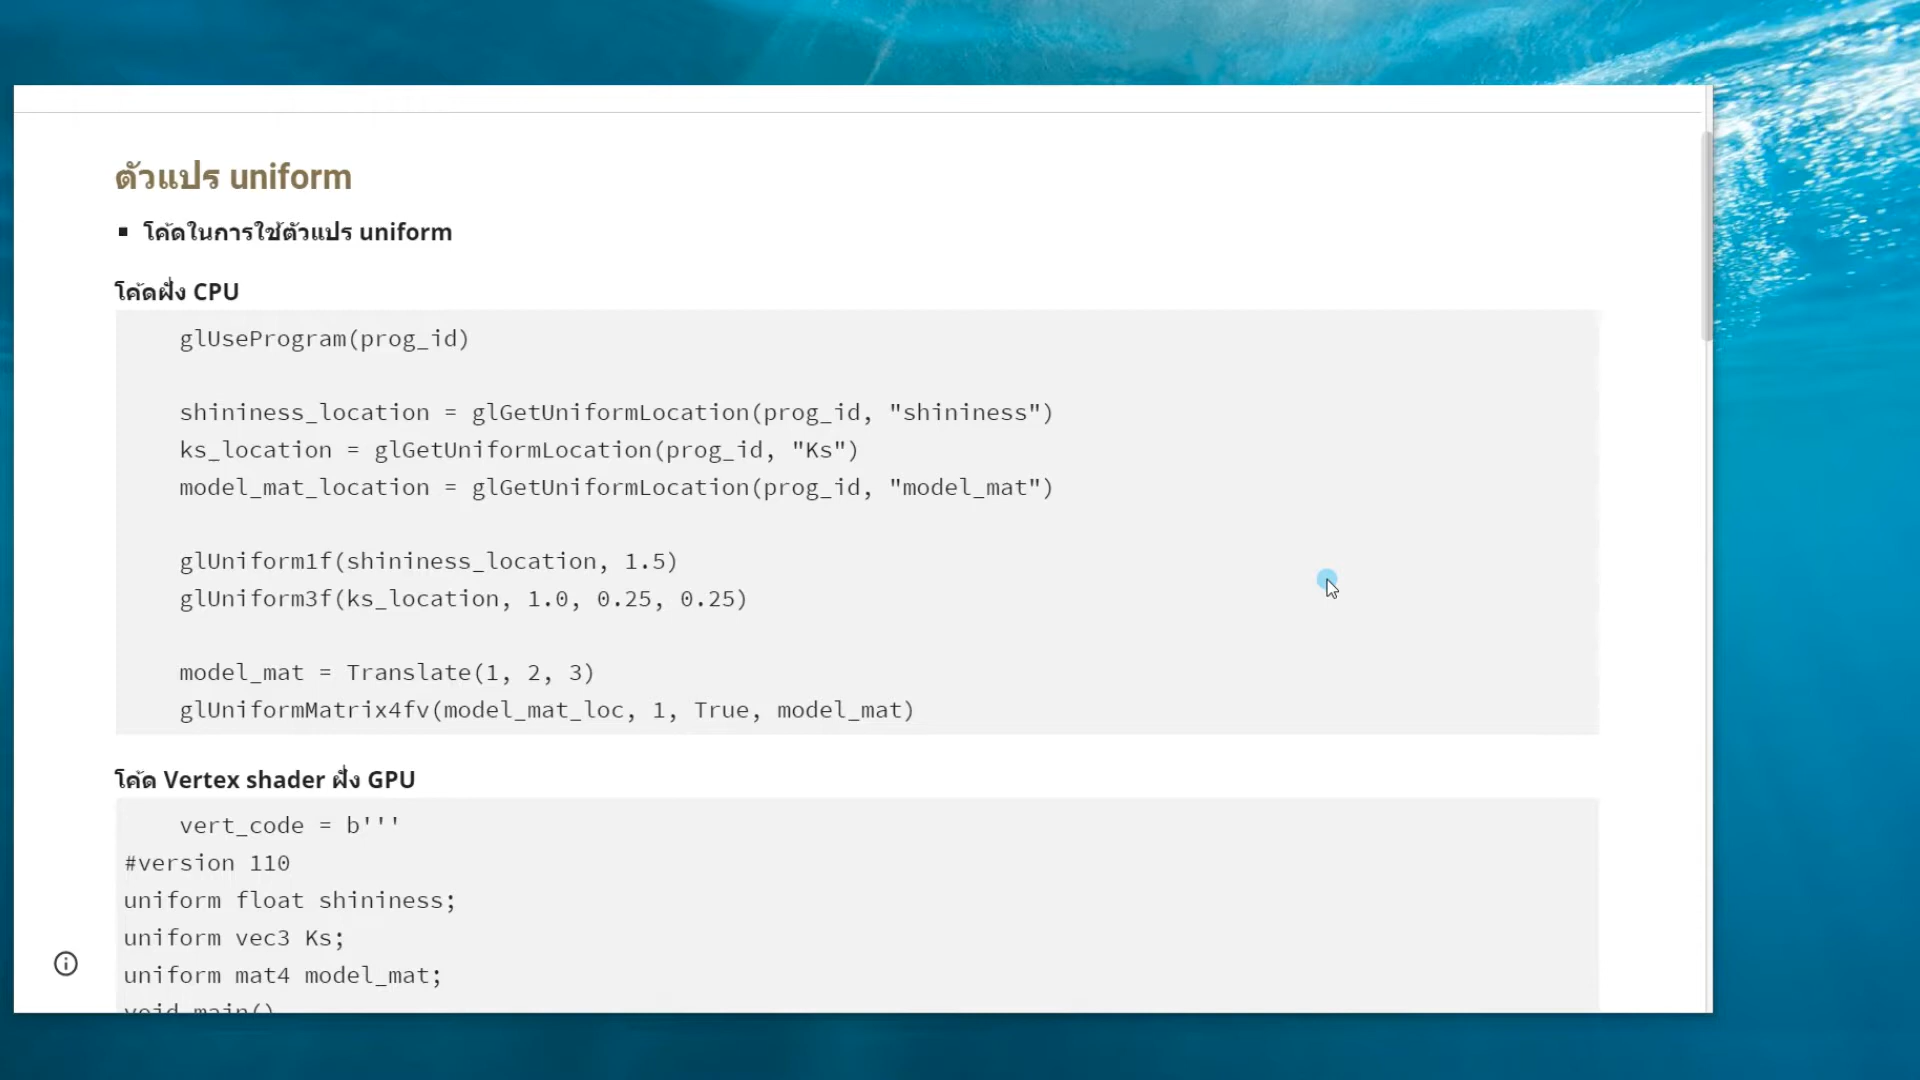 ตัวแปร uniform
▪ โค้ดในการใช้ตัวแปร uniform
โค้ดฝั่ง CPU
glUseProgram(prog_id)
shininess_location = glGetUniformLocation(prog_id, "shininess")
ks_location = glGetUniformLocation(prog_id, "Ks")
model_mat_location = glGetUniformLocation(prog_id, "model_mat")
glUniform1f(shininess_location, 1.5)
glUniform3f(ks_location, 1.0, 0.25, 0.25)
model_mat = Translate(1, 2, 3)
glUniformMatrix4fv(model_mat_loc, 1, True, model_mat)
โค้ด Vertex shader ฝั่ง GPU
vert_code = b'''
#version 110
uniform float shininess;
uniform vec3 Ks;
uniform mat4 model_mat;
void main()